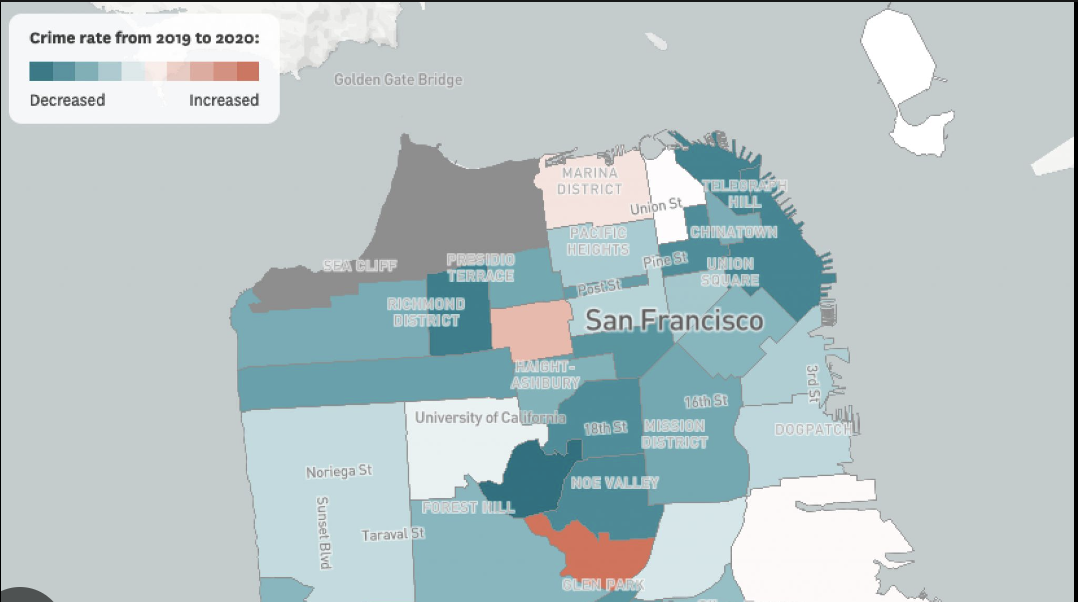 Crime rate from 2019 to 2020:
Decreased
Increased
Golden Gate Bridge
MARINA
DISTRICT
Union St
TELEGRAPH
HILL
PACIFIC
HEIGHTS
CHINATOWN
SEA CLIFF
PRESIDIO
TERRACE
Pine St
UNION
SQUARE
Post St
RICHMOND
DISTRICT
San Francisco
HAIGHT-
ASHBURY
3rd St
16th St
University of California
18th St
MISSION
DISTRICT
DOGPATCH
Noriega St
NOE VALLEY
Sunset Blvd
FOREST HILL
Taraval St
GLEN PARK